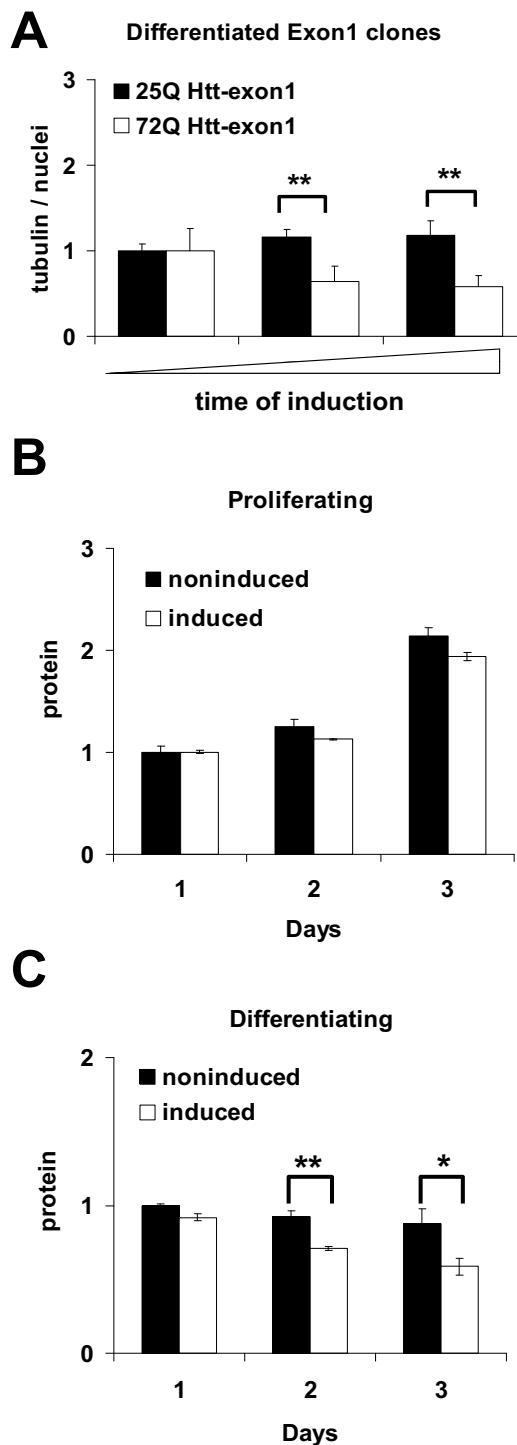 A
Differentiated Exon1 clones
25Q Htt-exon1
72Q Htt-exon1
tubulin / nuclei
3
2
1
0
**
**
time of induction
B
Proliferating
noninduced
induced
protein
3
2
1
0
1 2 3
Days
C
Differentiating
noninduced
induced
protein
2
1
0
**
*
1 2 3
Days